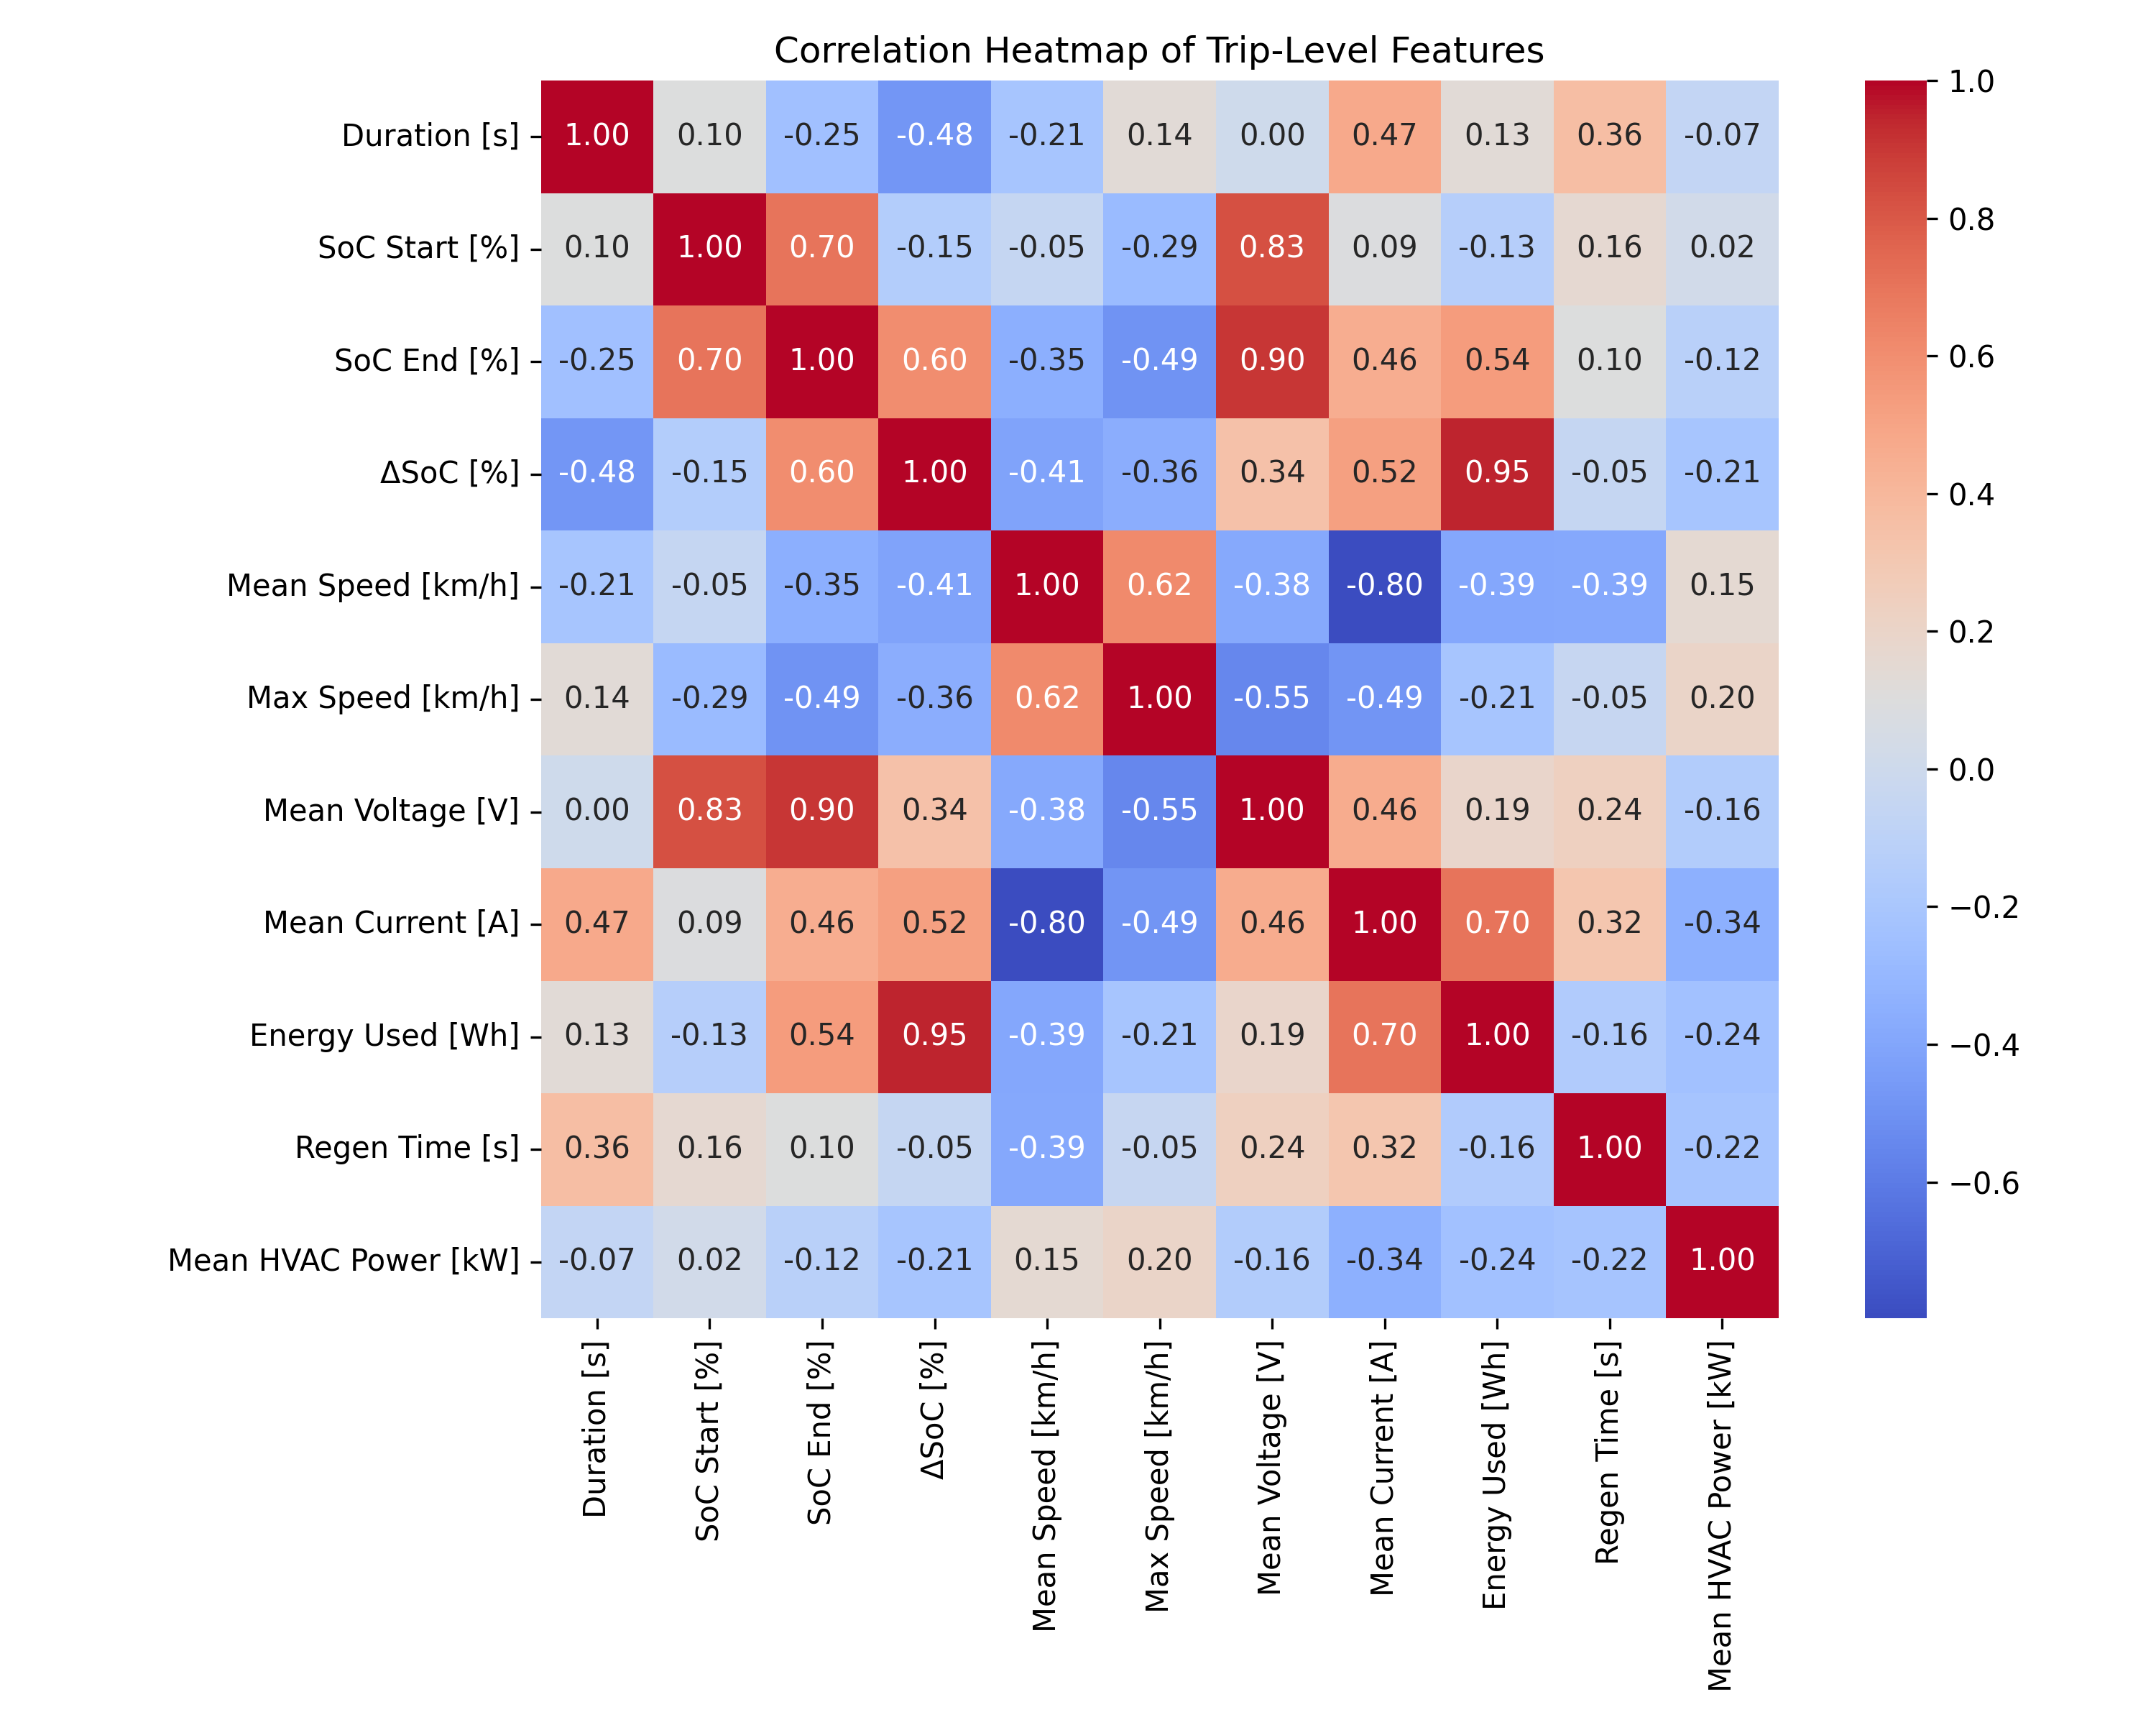 Correlation Heatmap of Trip-Level Features
Duration [s] 1.00 0.10 -0.25 -0.48 -0.21 0.14 0.00 0.47 0.13 0.36 -0.07
SoC Start [%] 0.10 1.00 0.70 -0.15 -0.05 -0.29 0.83 0.09 -0.13 0.16 0.02
SoC End [%] -0.25 0.70 1.00 0.60 -0.35 -0.49 0.90 0.46 0.54 0.10 -0.12
ΔSoC [%] -0.48 -0.15 0.60 1.00 -0.41 -0.36 0.34 0.52 0.95 -0.05 -0.21
Mean Speed [km/h] -0.21 -0.05 -0.35 -0.41 1.00 0.62 -0.38 -0.80 -0.39 -0.39 0.15
Max Speed [km/h] 0.14 -0.29 -0.49 -0.36 0.62 1.00 -0.55 -0.49 -0.21 -0.05 0.20
Mean Voltage [V] 0.00 0.83 0.90 0.34 -0.38 -0.55 1.00 0.46 0.19 0.24 -0.16
Mean Current [A] 0.47 0.09 0.46 0.52 -0.80 -0.49 0.46 1.00 0.70 0.32 -0.34
Energy Used [Wh] 0.13 -0.13 0.54 0.95 -0.39 -0.21 0.19 0.70 1.00 -0.16 -0.24
Regen Time [s] 0.36 0.16 0.10 -0.05 -0.39 -0.05 0.24 0.32 -0.16 1.00 -0.22
Mean HVAC Power [kW] -0.07 0.02 -0.12 -0.21 0.15 0.20 -0.16 -0.34 -0.24 -0.22 1.00
Duration [s]
SoC Start [%]
SoC End [%]
ΔSoC [%]
Mean Speed [km/h]
Max Speed [km/h]
Mean Voltage [V]
Mean Current [A]
Energy Used [Wh]
Regen Time [s]
Mean HVAC Power [kW]
1.0
0.8
0.6
0.4
0.2
0.0
−0.2
−0.4
−0.6